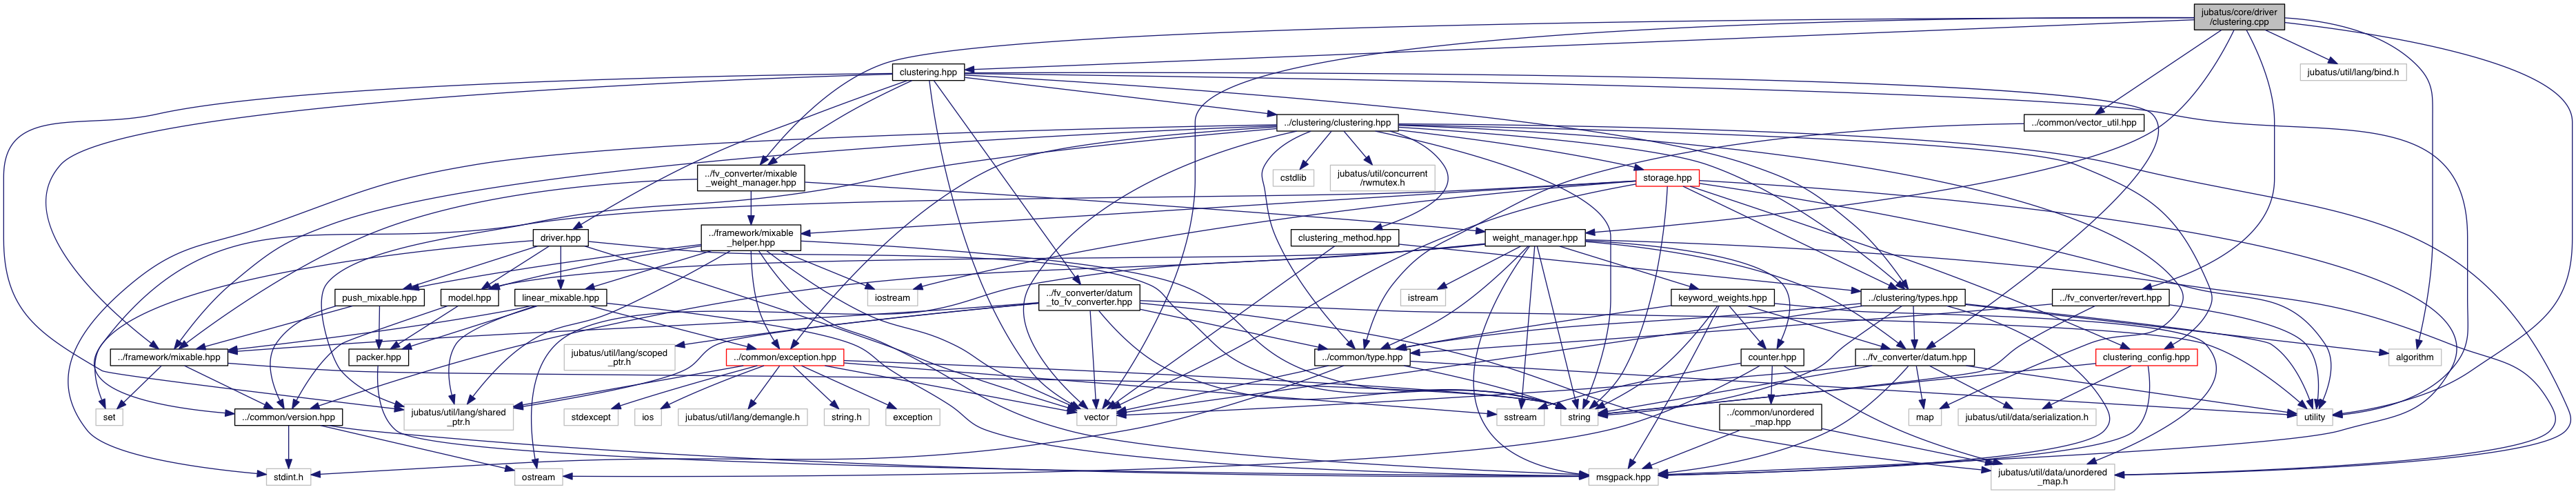 jubatus/core/driver
/clustering.cpp
clustering.hpp
jubatus/util/lang/bind.h
../clustering/clustering.hpp
../common/vector_util.hpp
../fv_converter/mixable
_weight_manager.hpp
cstdlib
jubatus/util/concurrent
/rwmutex.h
storage.hpp
driver.hpp
../framework/mixable
_helper.hpp
clustering_method.hpp
weight_manager.hpp
push_mixable.hpp
model.hpp
linear_mixable.hpp
iostream
../fv_converter/datum
_to_fv_converter.hpp
istream
keyword_weights.hpp
../clustering/types.hpp
../fv_converter/revert.hpp
../framework/mixable.hpp
packer.hpp
jubatus/util/lang/scoped
_ptr.h
../common/exception.hpp
../common/type.hpp
counter.hpp
../fv_converter/datum.hpp
clustering_config.hpp
algorithm
set
../common/version.hpp
jubatus/util/lang/shared
_ptr.h
stdexcept
ios
jubatus/util/lang/demangle.h
string.h
exception
vector
sstream
string
../common/unordered
_map.hpp
map
jubatus/util/data/serialization.h
utility
stdint.h
ostream
msgpack.hpp
jubatus/util/data/unordered
_map.h